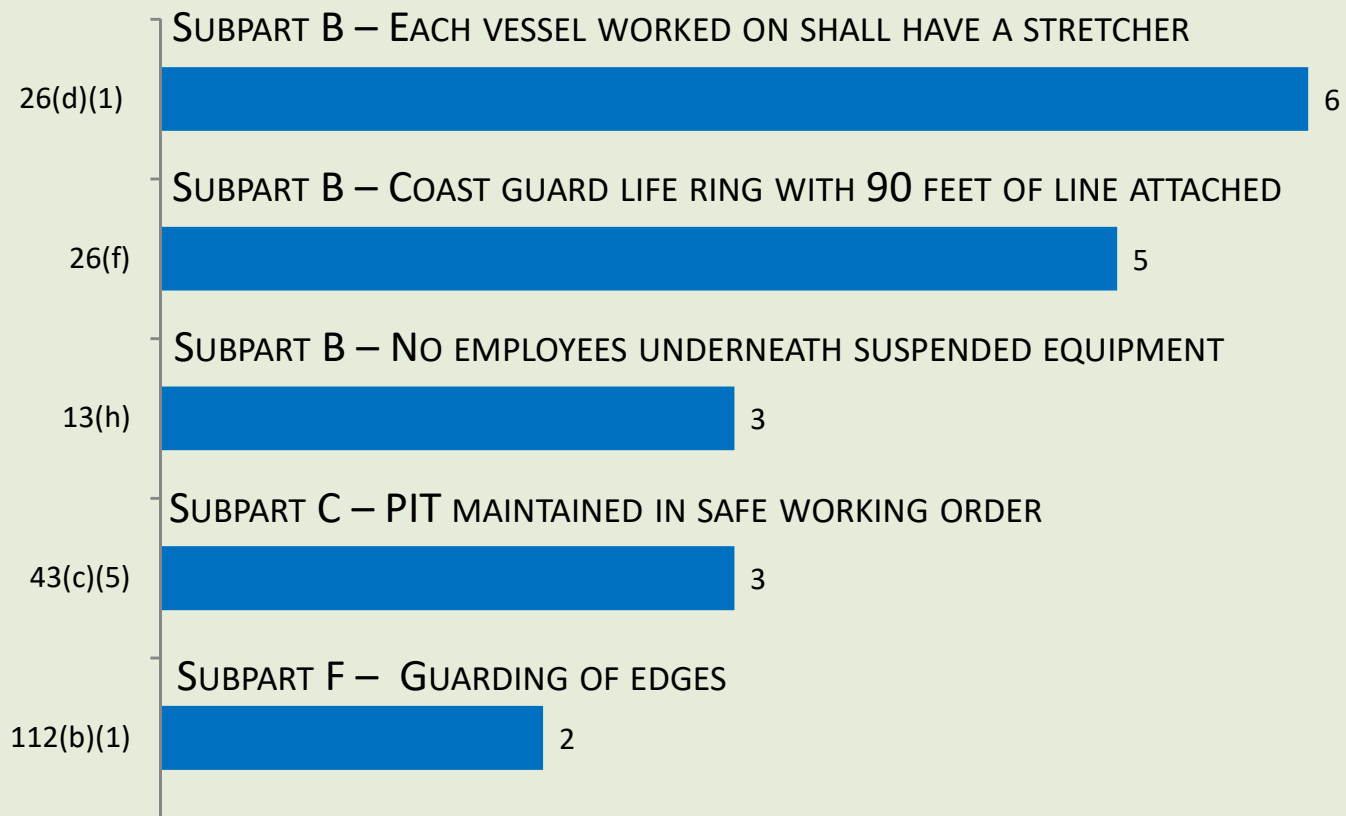 Subpart B – Each vessel worked on shall have a stretcher
26(d)(1)
6
Subpart B – Coast guard life ring with 90 feet of line attached
26(f)
5
Subpart B – No employees underneath suspended equipment
13(h)
3
Subpart C – PIT maintained in safe working order
43(c)(5)
3
Subpart F – Guarding of edges
112(b)(1)
2